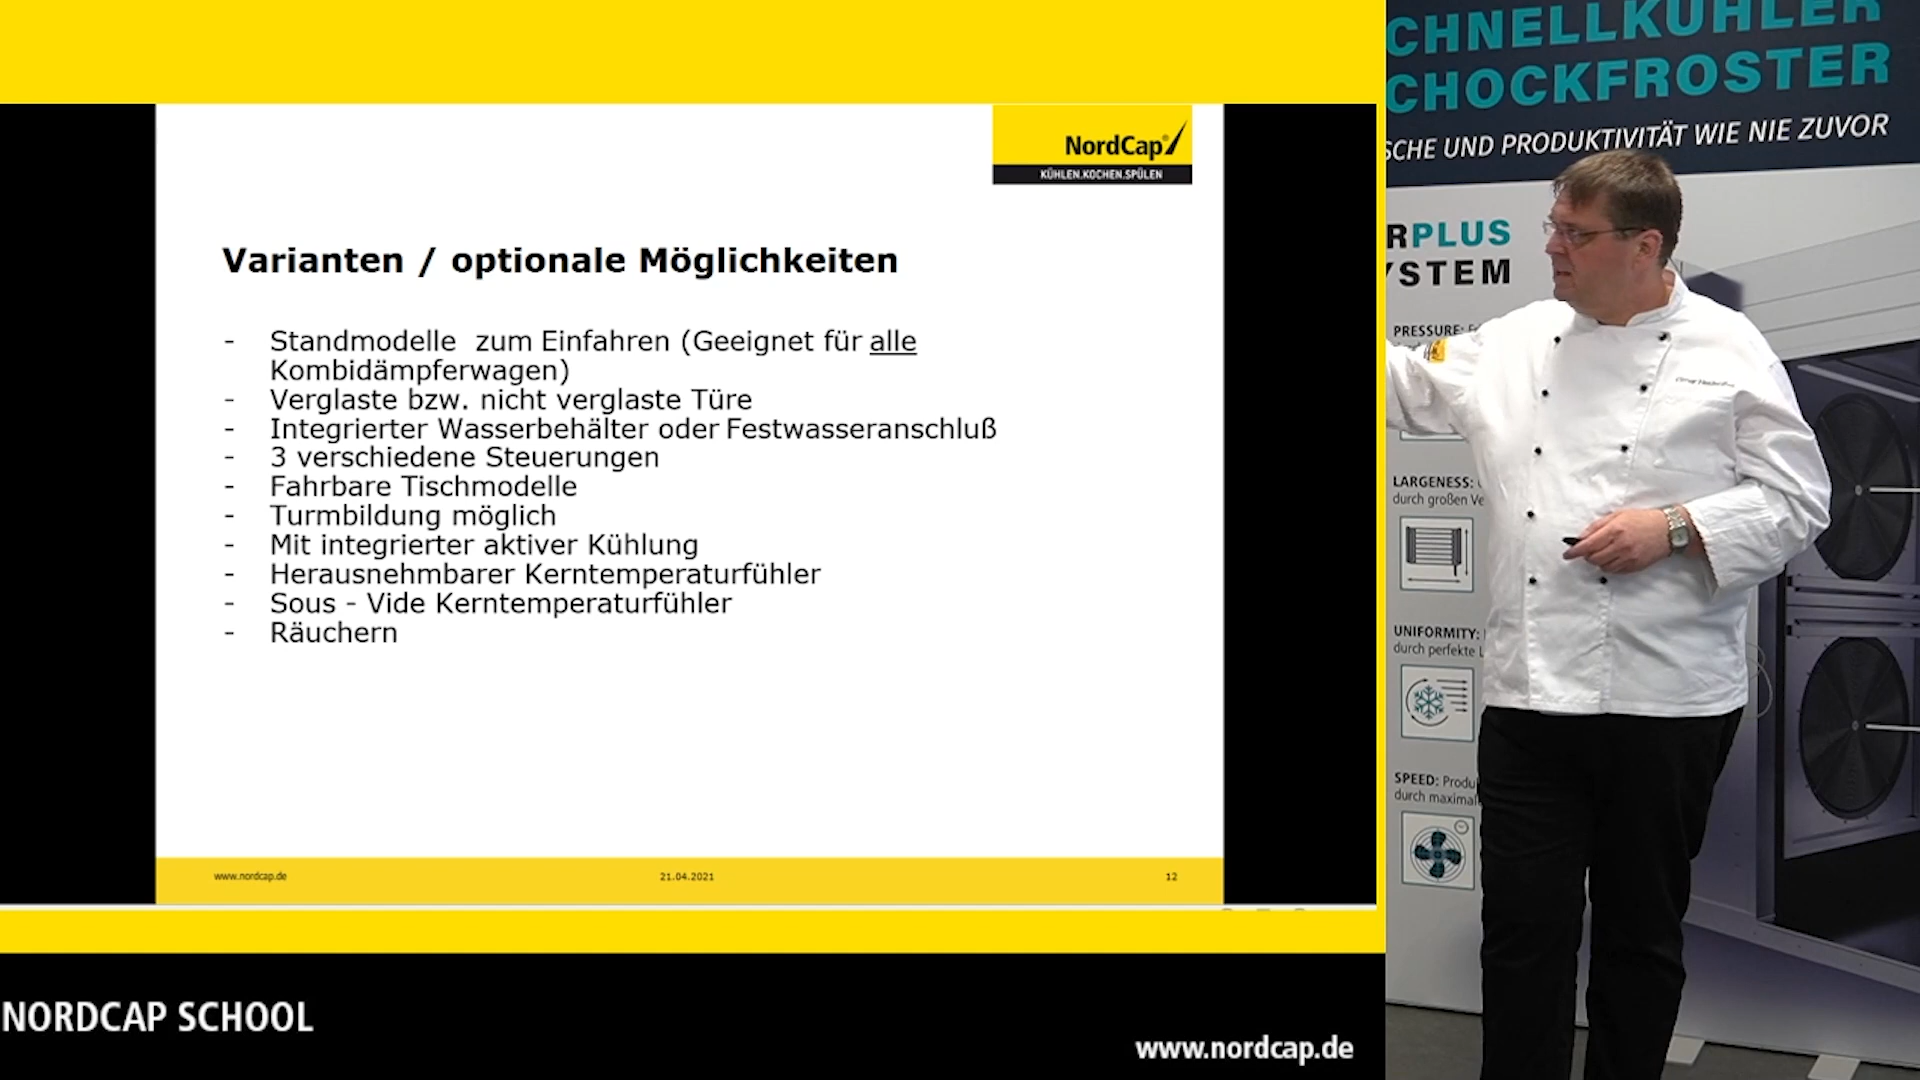 NordCap®
KÜHLEN.KOCHEN.SPÜLEN
Varianten / optionale Möglichkeiten
- Standmodelle zum Einfahren (Geeignet für alle
Kombidämpferwagen)
- Verglaste bzw. nicht verglaste Türe
- Integrierter Wasserbehälter oder Festwasseranschluß
- 3 verschiedene Steuerungen
- Fahrbare Tischmodelle
- Turmbildung möglich
- Mit integrierter aktiver Kühlung
- Herausnehmbarer Kerntemperaturfühler
- Sous - Vide Kerntemperaturfühler
- Räuchern
www.nordcap.de
21.04.2021
12
NORDCAP SCHOOL
www.nordcap.de
CHNELLKÜHLER
CHOCKFROSTER
SCHE UND PRODUKTIVITÄT WIE NIE ZUVOR
RPLUS
YSTEM
PRESSURE:
LARGENESS:
durch großen Ve
UNIFORMITY:
durch perfekte L
SPEED: Produ
durch maximal